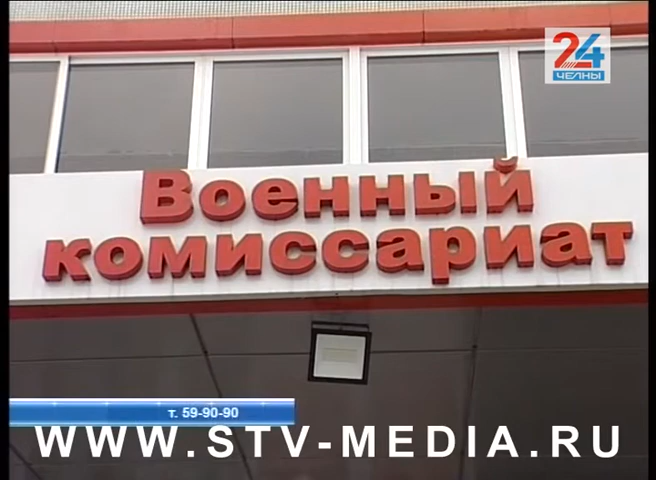 24
ЧЕЛНЫ
Военный
комиссариат
т. 59-90-90
WWW.STV-MEDIA.RU